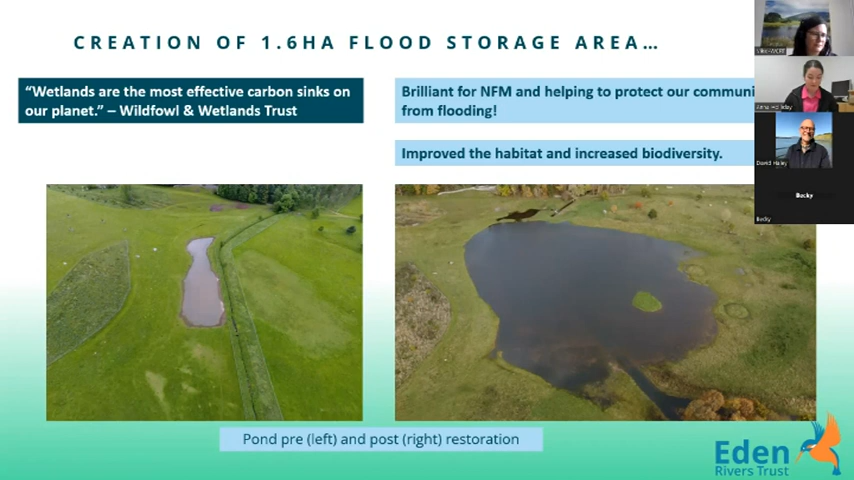 CREATION OF 1.6HA FLOOD STORAGE AREA...
"Wetlands are the most effective carbon sinks on
our planet." – Wildfowl & Wetlands Trust
Brilliant for NFM and helping to protect our communi
from flooding!
Improved the habitat and increased biodiversity.
Pond pre (left) and post (right) restoration
Eden
Rivers Trust
David Haley
Becky
Becky